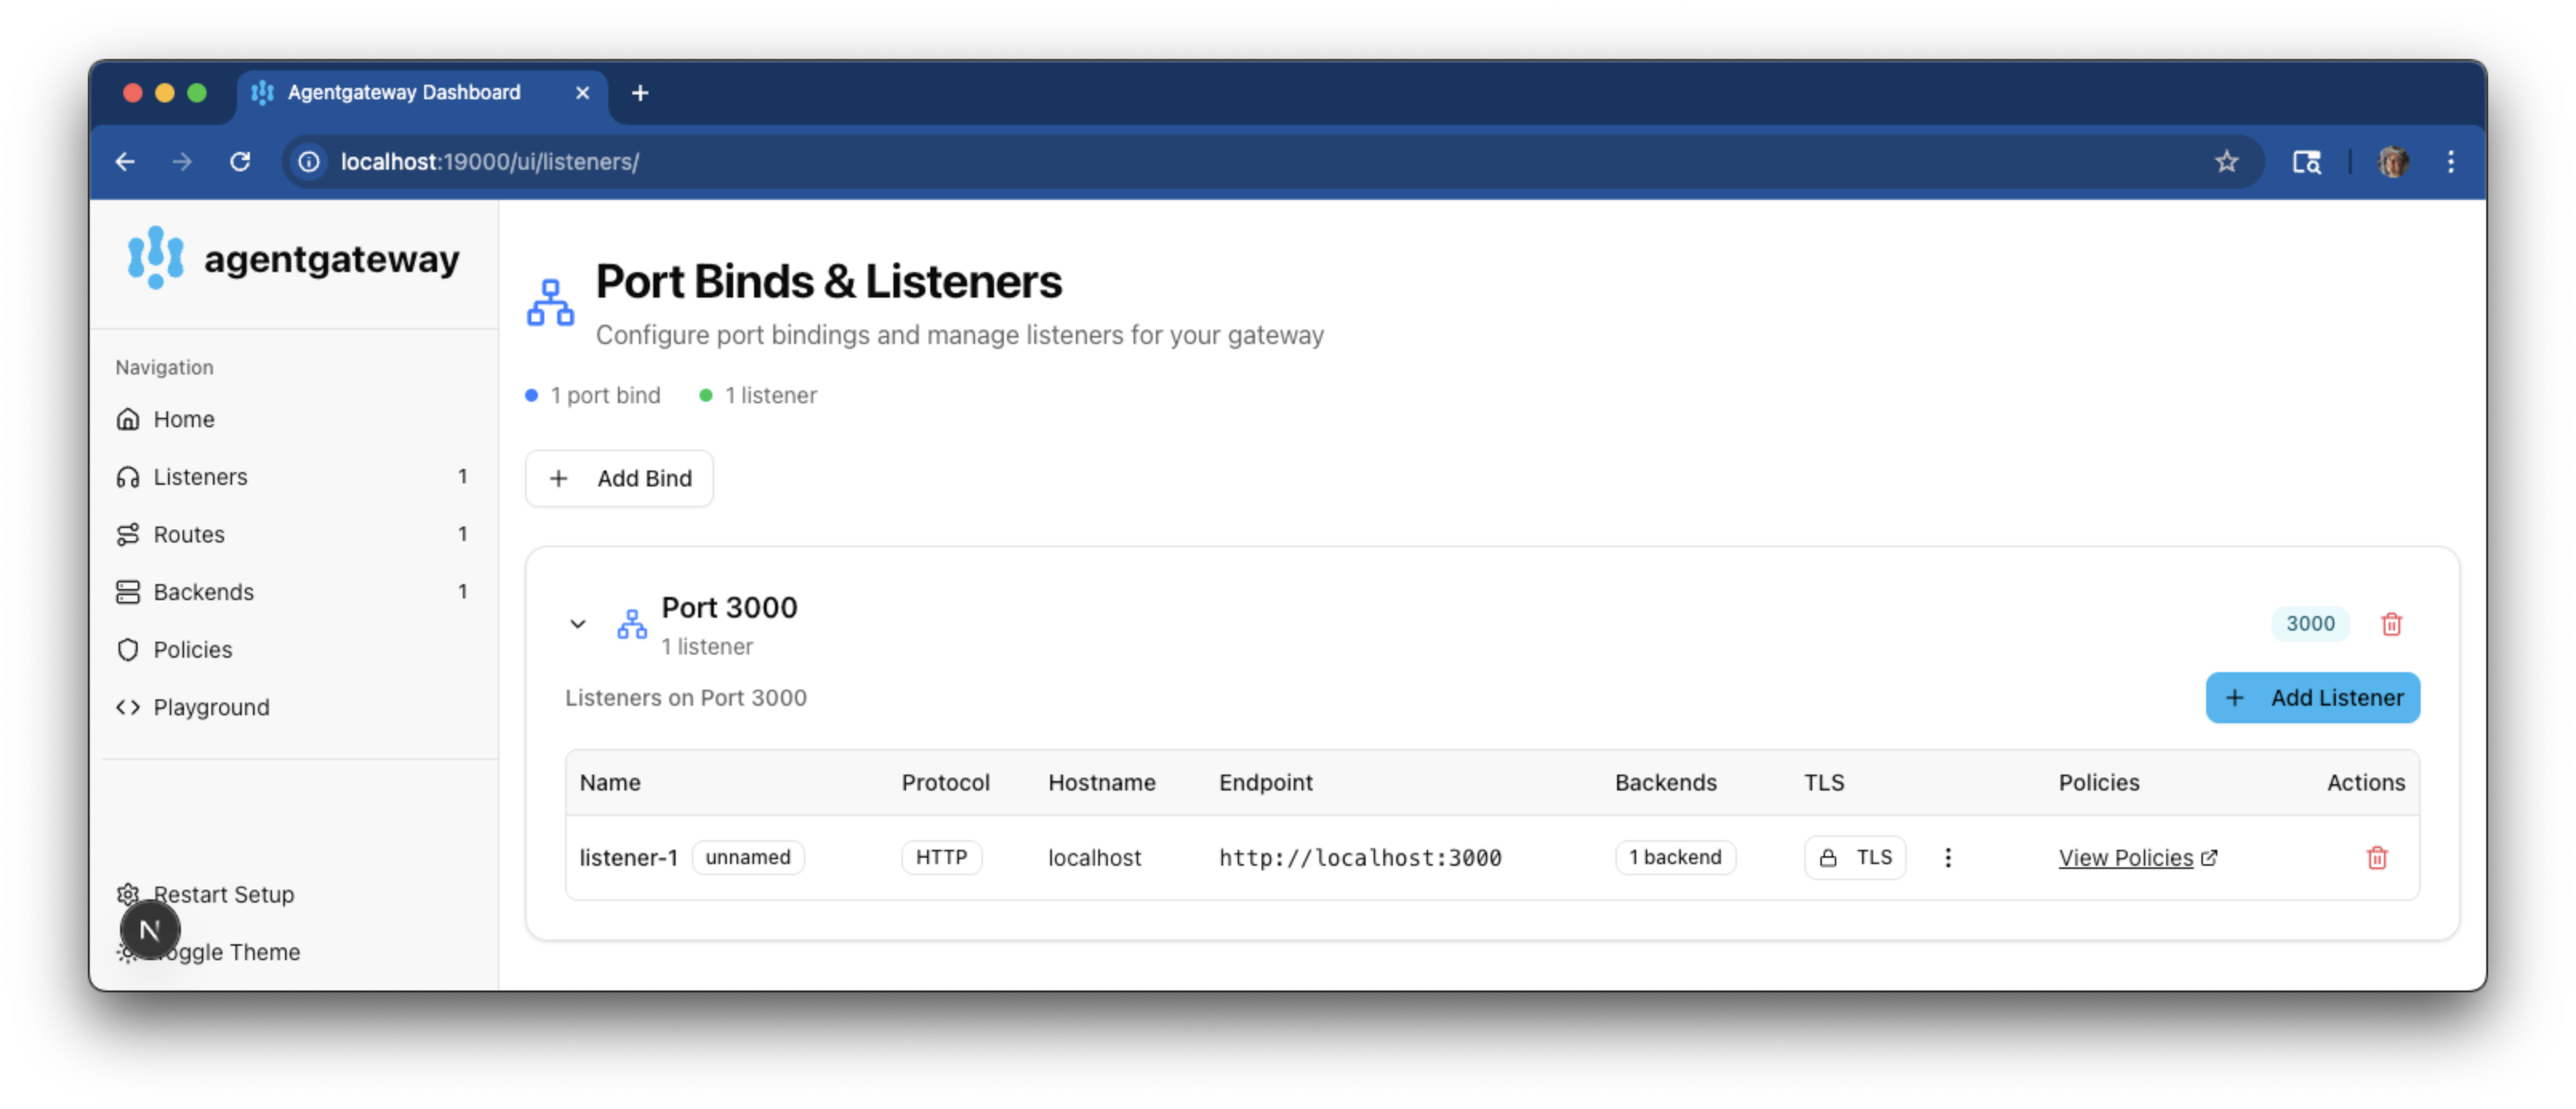 Agentgateway Dashboard
localhost:19000/ui/listeners/
agentgateway
Navigation
Home
Listeners 1
Routes 1
Backends 1
Policies
Playground
Restart Setup
oggle Theme
N
Port Binds & Listeners
Configure port bindings and manage listeners for your gateway
1 port bind 1 listener
+ Add Bind
Port 3000
1 listener
3000
Listeners on Port 3000
+ Add Listener
Name Protocol Hostname Endpoint Backends TLS Policies Actions
listener-1 unnamed HTTP localhost http://localhost:3000 1 backend TLS View Policies